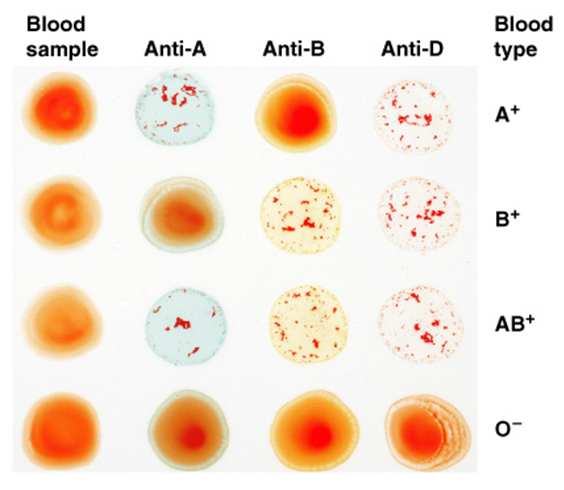 Blood sample
Anti-A
Anti-B
Anti-D
Blood type
A⁺
B⁺
AB⁺
O⁻